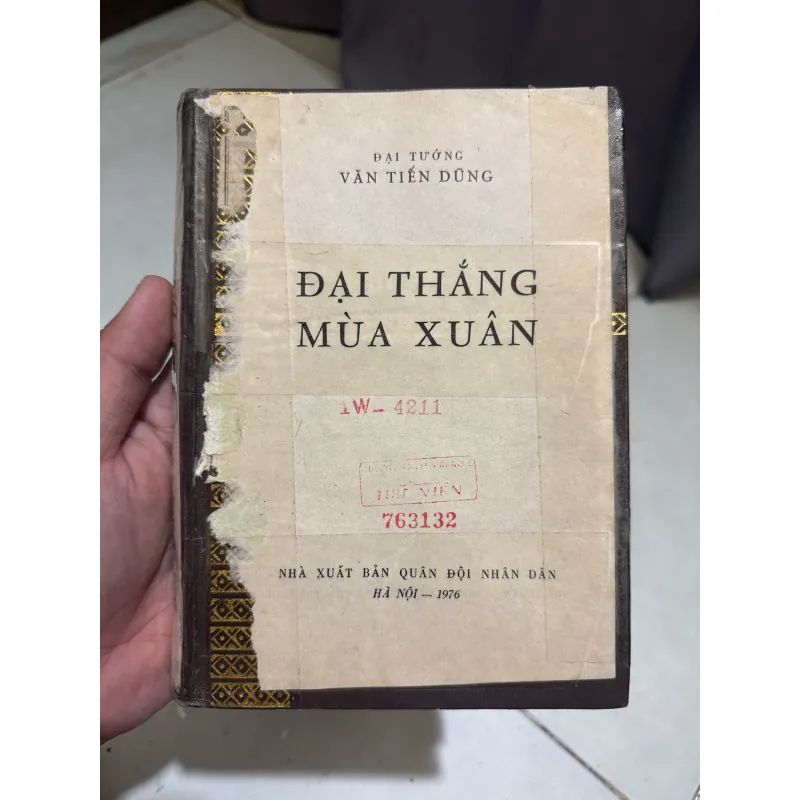 ĐẠI TƯỚNG
VĂN TIẾN DŨNG
ĐẠI THẮNG
MÙA XUÂN
1W- 4211
THƯ VIỆN
763132
NHÀ XUẤT BẢN QUÂN ĐỘI NHÂN DÂN
HÀ NỘI — 1976